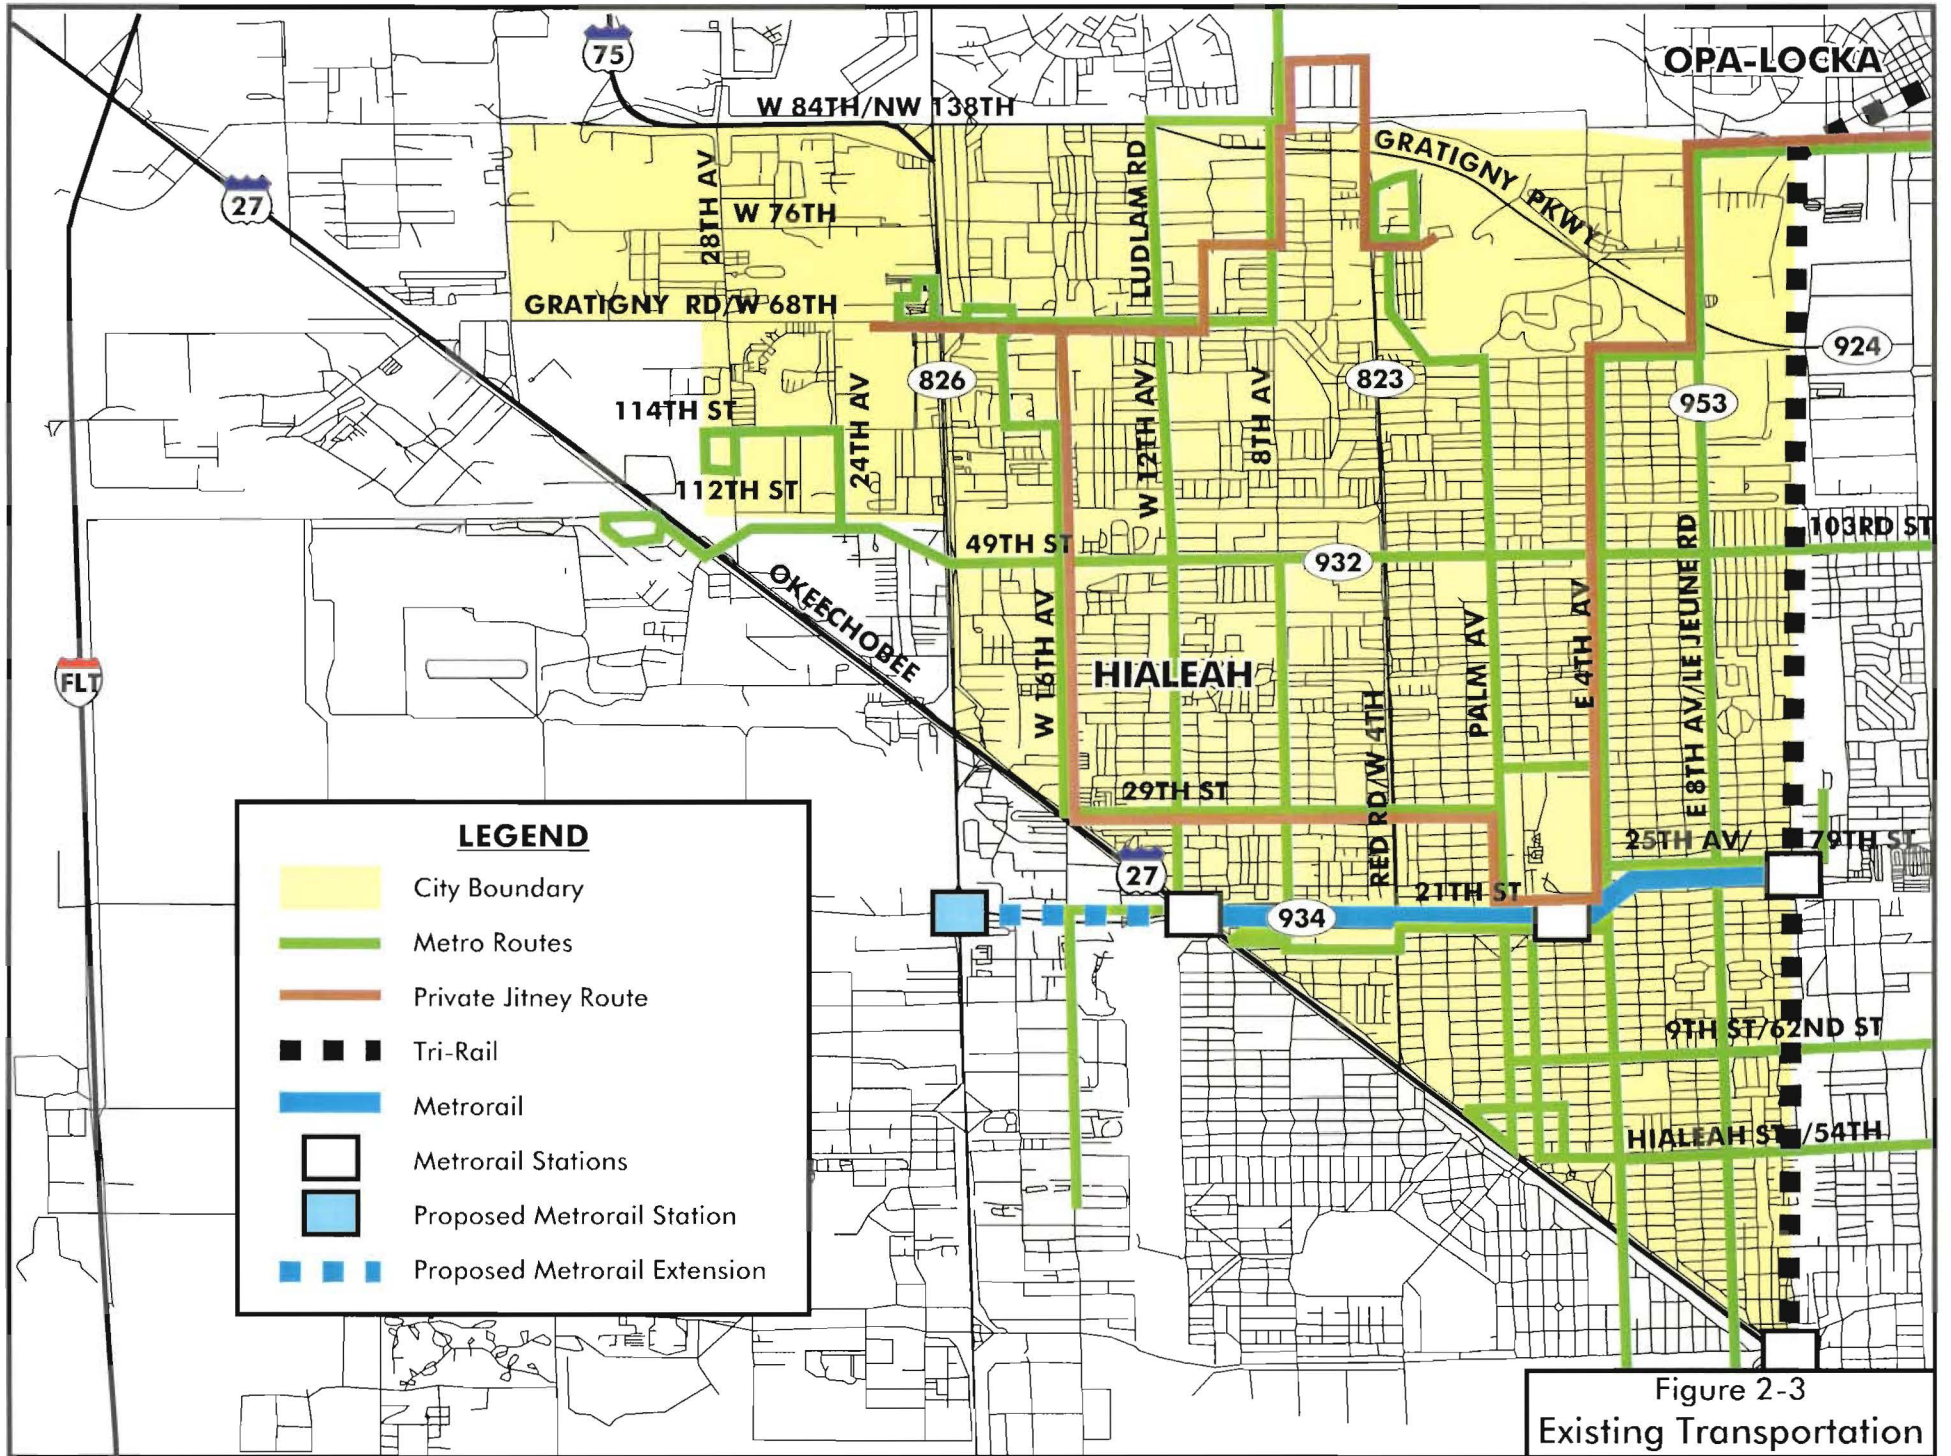 75
OPA-LOCKA
W 84TH/NW 138TH
GRATIGNY PKWY
LUDLAM RD
28TH AV
27
W 76TH
GRATIGNY RD/W 68TH
924
826
823
953
114TH ST
24TH AV
W 12TH AV/
8TH AV
112TH ST
103RD ST
49TH ST
932
OKEECHOBEE
E 8TH AV/LE JEUNE RD
E 4TH AV
PALM AV
W 16TH AV
HIALEAH
FLT
RED RD/W 4TH
29TH ST
25TH AV/
79TH ST
27
21TH ST
934
9TH ST/62ND ST
HIALEAH ST /54TH
LEGEND
City Boundary
Metro Routes
Private Jitney Route
Tri-Rail
Metrorail
Metrorail Stations
Proposed Metrorail Station
Proposed Metrorail Extension
Figure 2-3
Existing Transportation